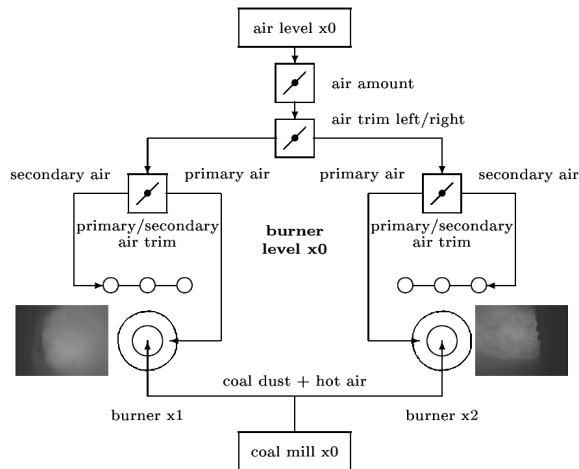 air level x0
air amount
air trim left/right
secondary air
primary air
primary air
secondary air
primary/secondary
air trim
burner
level x0
primary/secondary
air trim
coal dust + hot air
burner x1
burner x2
coal mill x0